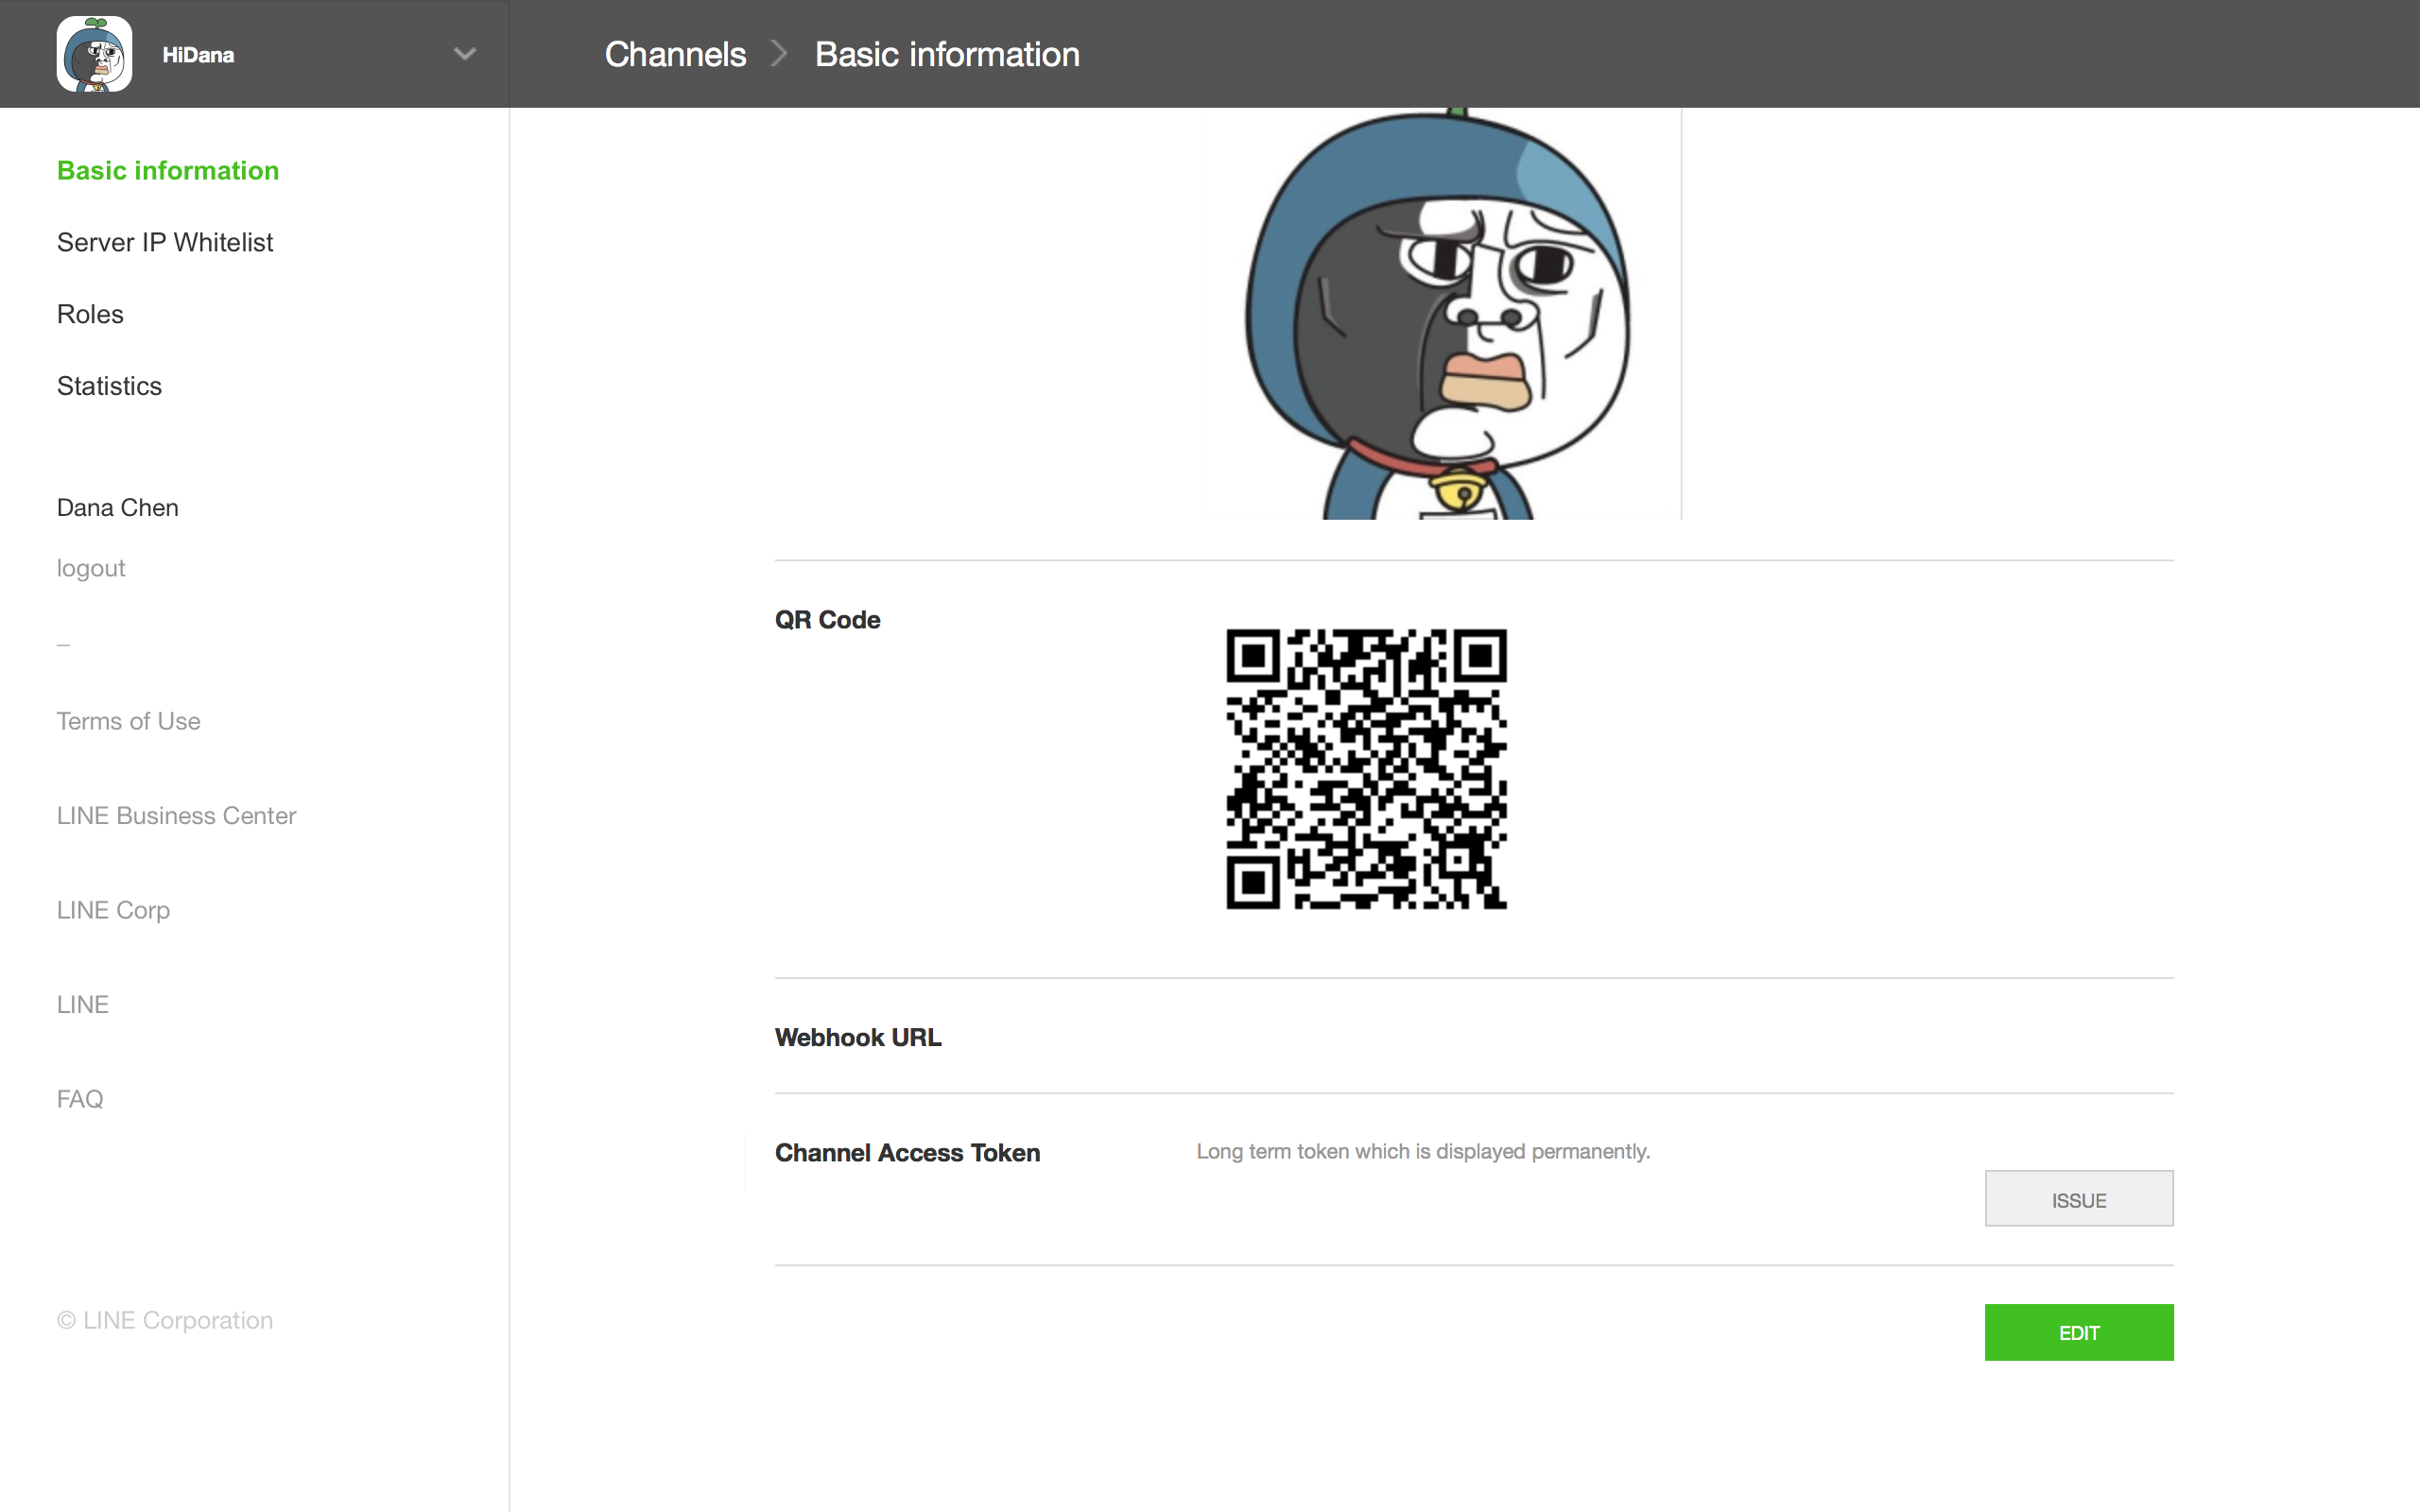 HiDana
Channels
Basic information
Basic information
Server IP Whitelist
Roles
Statistics
Dana Chen
logout
–
Terms of Use
LINE Business Center
LINE Corp
LINE
FAQ
© LINE Corporation
QR Code
Webhook URL
Channel Access Token
Long term token which is displayed permanently.
ISSUE
EDIT